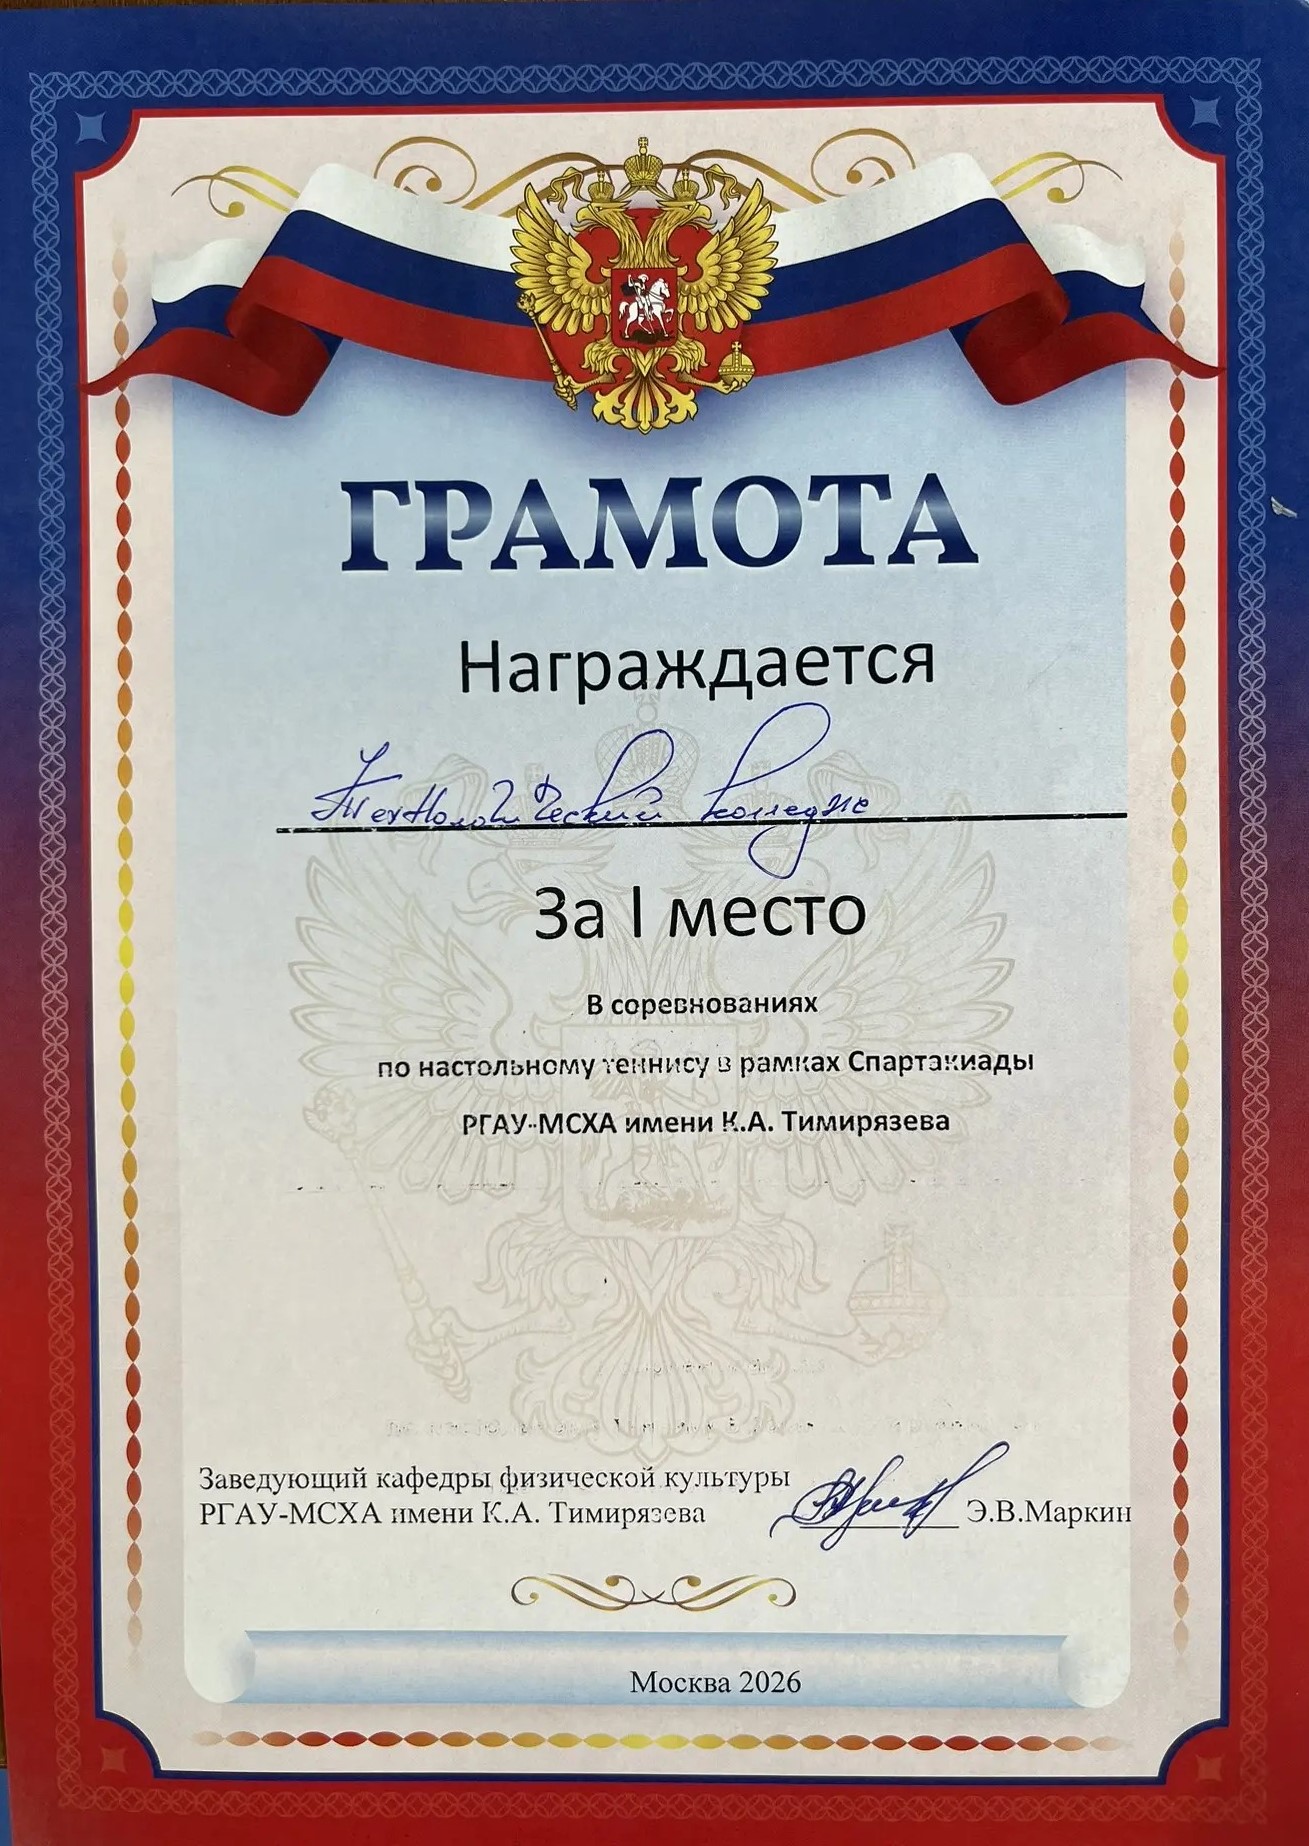 ГРАМОТА
Награждается
Технологический колледж
За I место
В соревнованиях
по настольному теннису в рамках Спартакиады
РГАУ-МСХА имени К.А. Тимирязева
Заведующий кафедры физической культуры
РГАУ-МСХА имени К.А. Тимирязева Э.В.Маркин
Москва 2026